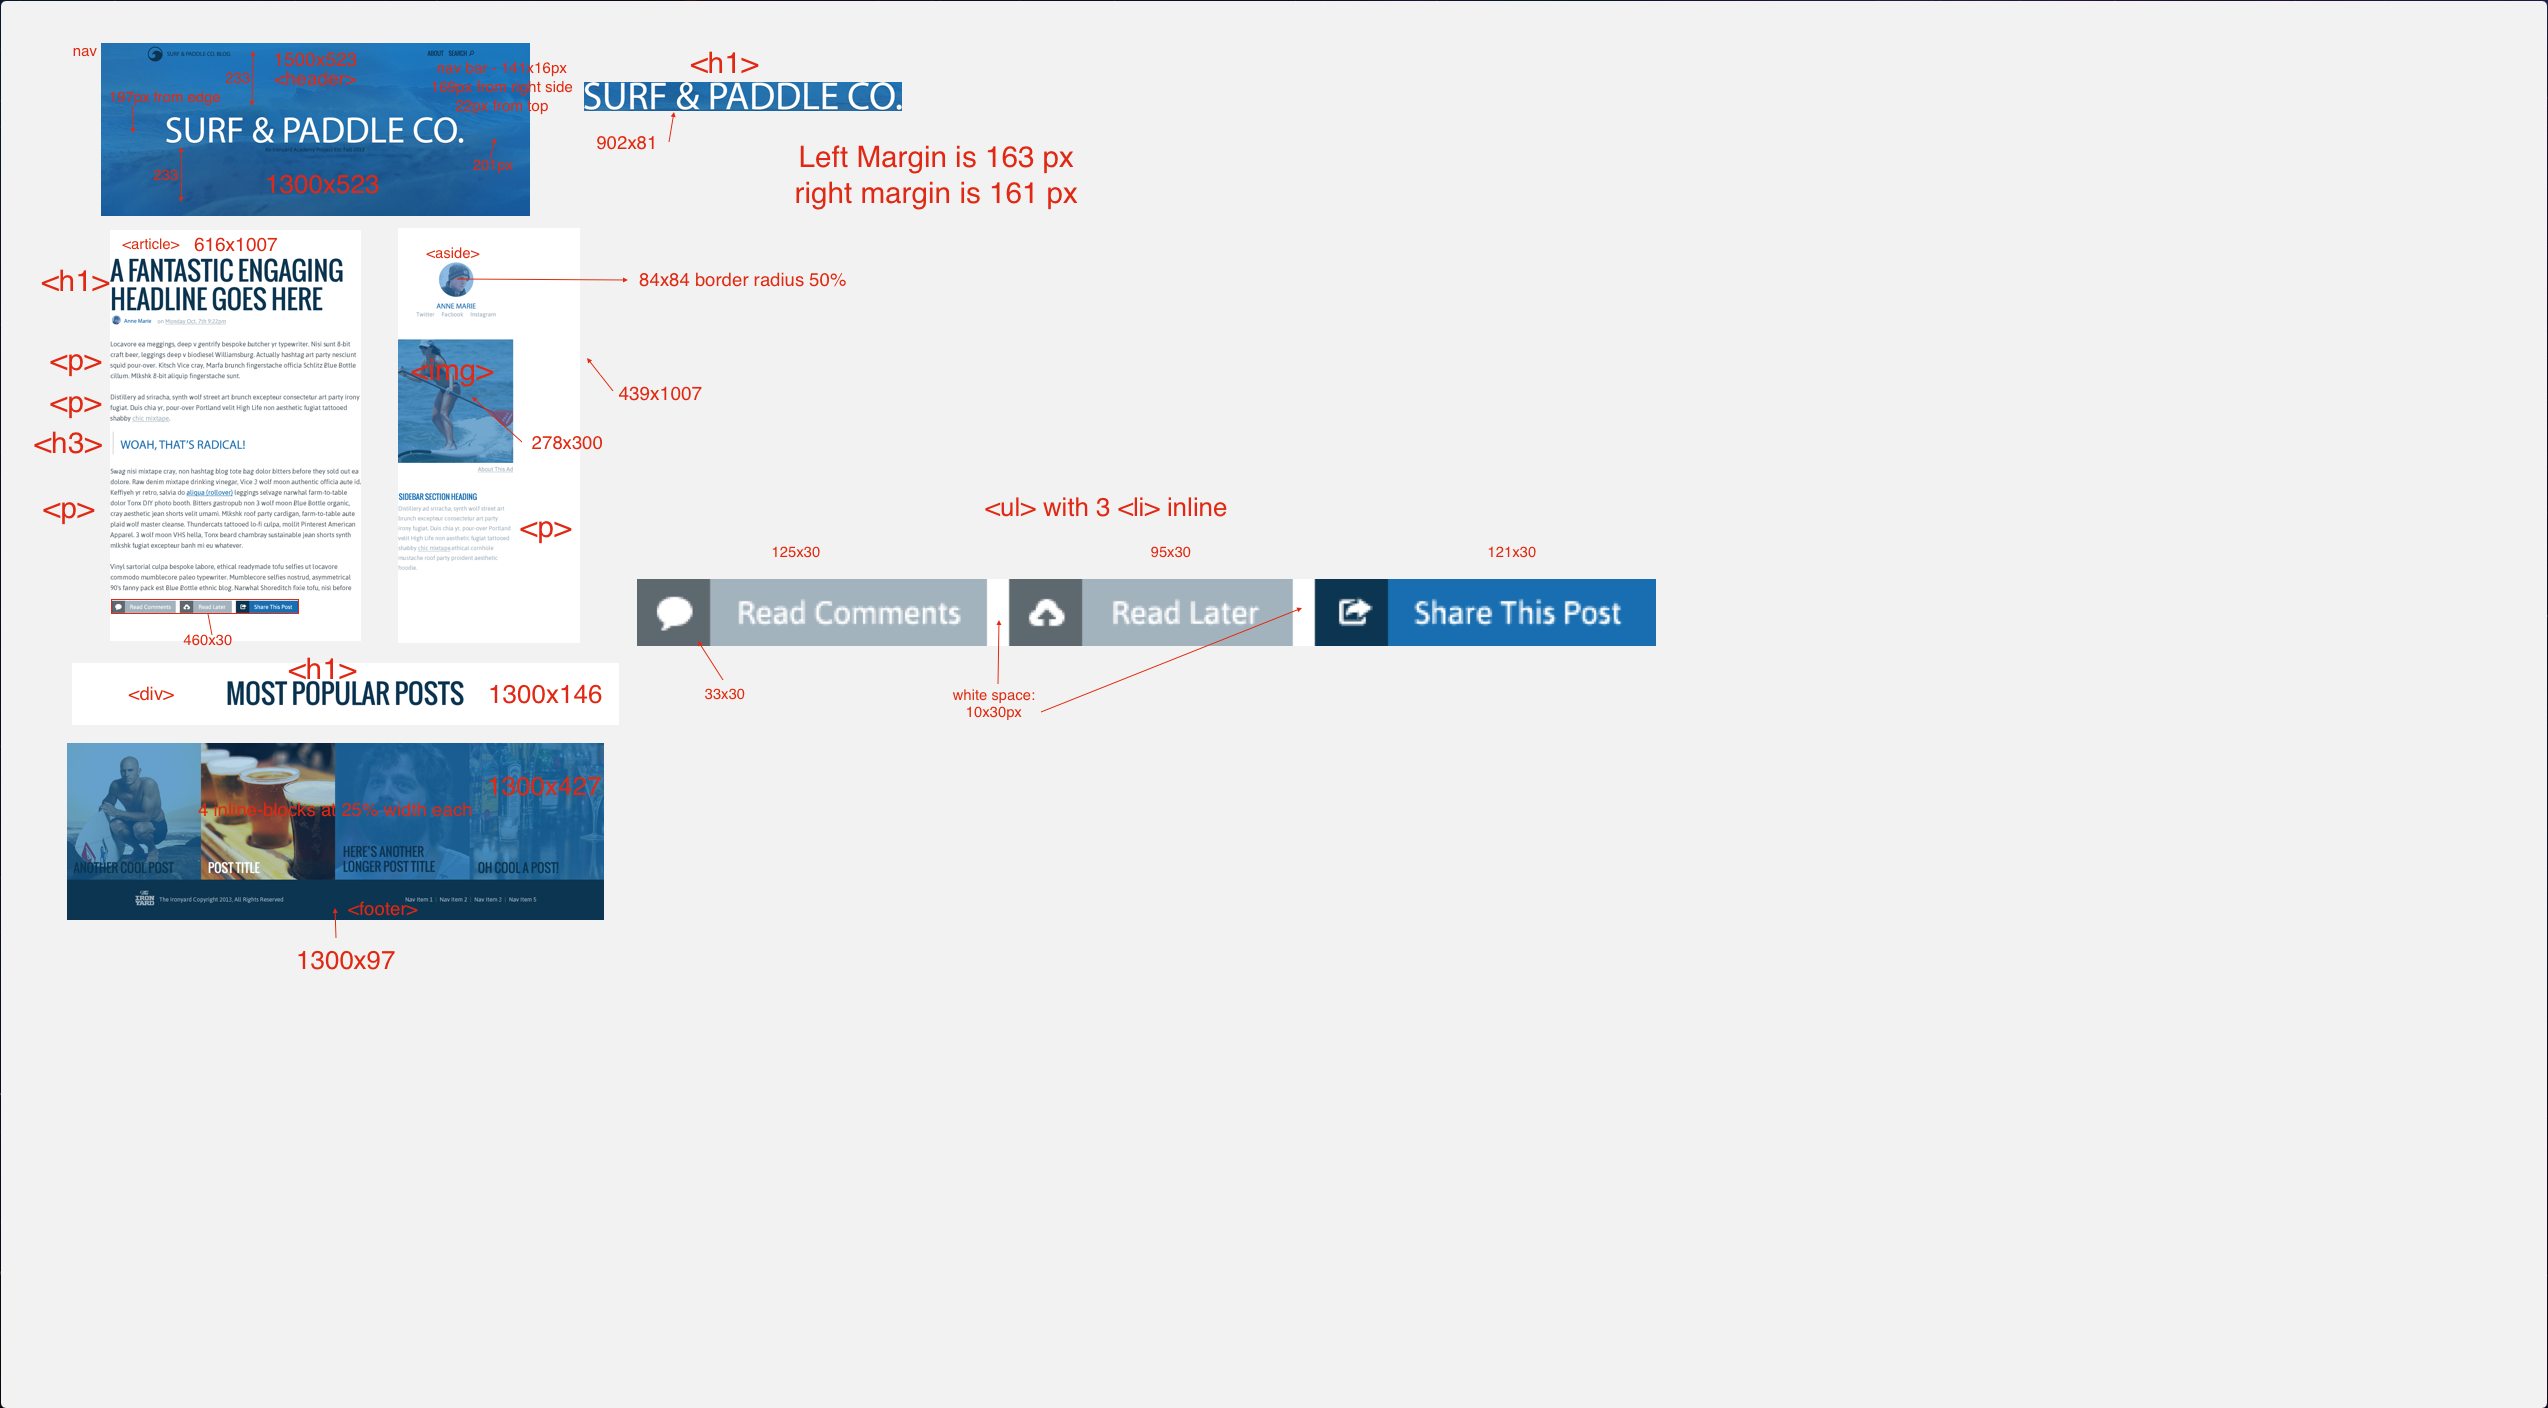 nav
SURF & PADDLE CO. BLOG
ABOUT SEARCH
1500x523
<header>
233
nav bar - 141x16px
169px from right side
22px from top
197px from edge
SURF & PADDLE CO.
An Ironyard Academy Project Est. Fall 2013
233
201px
1300x523
<h1>
SURF & PADDLE CO.
902x81
Left Margin is 163 px
right margin is 161 px
<article> 616x1007
<h1>
A FANTASTIC ENGAGING
HEADLINE GOES HERE
Anne Marie on Monday Oct. 7th 9:22pm
<p>
Locavore ea meggings, deep v gentrify bespoke butcher yr typewriter. Nisi sunt 8-bit
craft beer, leggings deep v biodiesel Williamsburg. Actually hashtag art party nesciunt
squid pour-over. Kitsch Vice cray, Marfa brunch fingerstache officia Schlitz Blue Bottle
cillum. Mlkshk 8-bit aliquip fingerstache sunt.
<p>
Distillery ad sriracha, synth wolf street art brunch excepteur consectetur art party irony
fugiat. Duis chia yr, pour-over Portland velit High Life non aesthetic fugiat tattooed
shabby chic mixtape.
<h3>
WOAH, THAT'S RADICAL!
<p>
Swag nisi mixtape cray, non hashtag blog tote bag dolor bitters before they sold out ea
dolore. Raw denim mixtape drinking vinegar, Vice 3 wolf moon authentic officia aute id.
Keffiyeh yr retro, salvia do aliqua (rollover) leggings selvage narwhal farm-to-table
dolor Tonx DIY photo booth. Bitters gastropub non 3 wolf moon Blue Bottle organic,
cray aesthetic jean shorts velit umami. Mlkshk roof party cardigan, farm-to-table aute
plaid wolf master cleanse. Thundercats tattooed lo-fi culpa, mollit Pinterest American
Apparel. 3 wolf moon VHS hella, Tonx beard chambray sustainable jean shorts synth
mlkshk fugiat excepteur banh mi eu whatever.
Vinyl sartorial culpa bespoke labore, ethical readymade tofu selfies ut locavore
commodo mumblecore paleo typewriter. Mumblecore selfies nostrud, asymmetrical
90's fanny pack est Blue Bottle ethnic blog. Narwhal Shoreditch fixie tofu, nisi before
Read Comments Read Later Share This Post
460x30
<aside>
84x84 border radius 50%
ANNE MARIE
Twitter Facbook Instagram
<img>
439x1007
278x300
About This Ad
SIDEBAR SECTION HEADING
Distillery ad sriracha, synth wolf street art
brunch excepteur consectetur art party
irony fugiat. Duis chia yr, pour-over Portland
velit High Life non aesthetic fugiat tattooed
shabby chic mixtape ethical cornhole
mustache roof party proident aesthetic
hoodie.
<p>
<ul> with 3 <li> inline
125x30
95x30
121x30
Read Comments
Read Later
Share This Post
33x30
white space:
10x30px
<h1>
<div>
MOST POPULAR POSTS
1300x146
1300x427
4 inline-blocks at 25% width each
ANOTHER COOL POST
POST TITLE
HERE'S ANOTHER
LONGER POST TITLE
OH COOL A POST!
THE
IRON
YARD
The Ironyard Copyright 2013, All Rights Reserved
<footer>
Nav Item 1 | Nav Item 2 | Nav Item 3 | Nav Item 5
1300x97